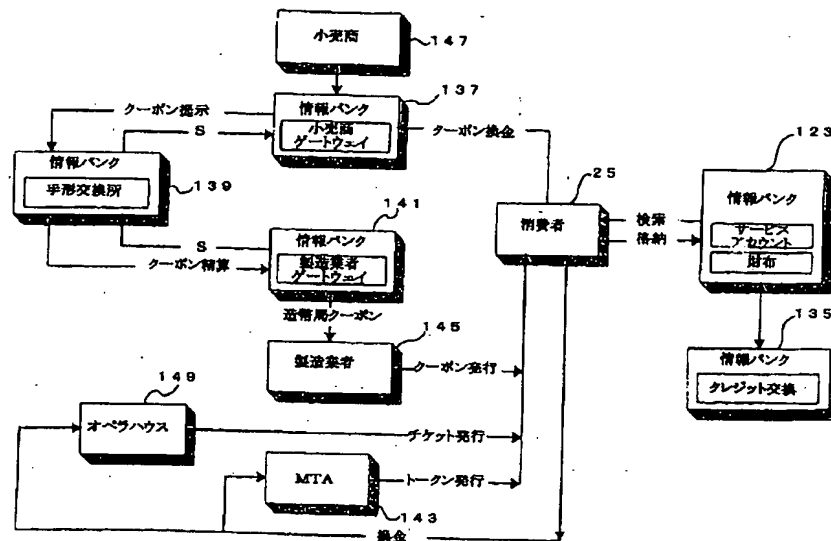 小売商
147
137
クーポン提示
情報バンク
小売商
ゲートウェイ
クーポン換金
S
123
情報バンク
手形交換所
139
25
情報バンク
141
消費者
検索
格納
サービス
アカウント
財布
S
情報バンク
製造業者
ゲートウェイ
クーポン精算
135
造幣局クーポン
145
情報バンク
製造業者
クーポン発行
クレジット交換
149
オペラハウス
チケット発行
MTA
トークン発行
143
換金